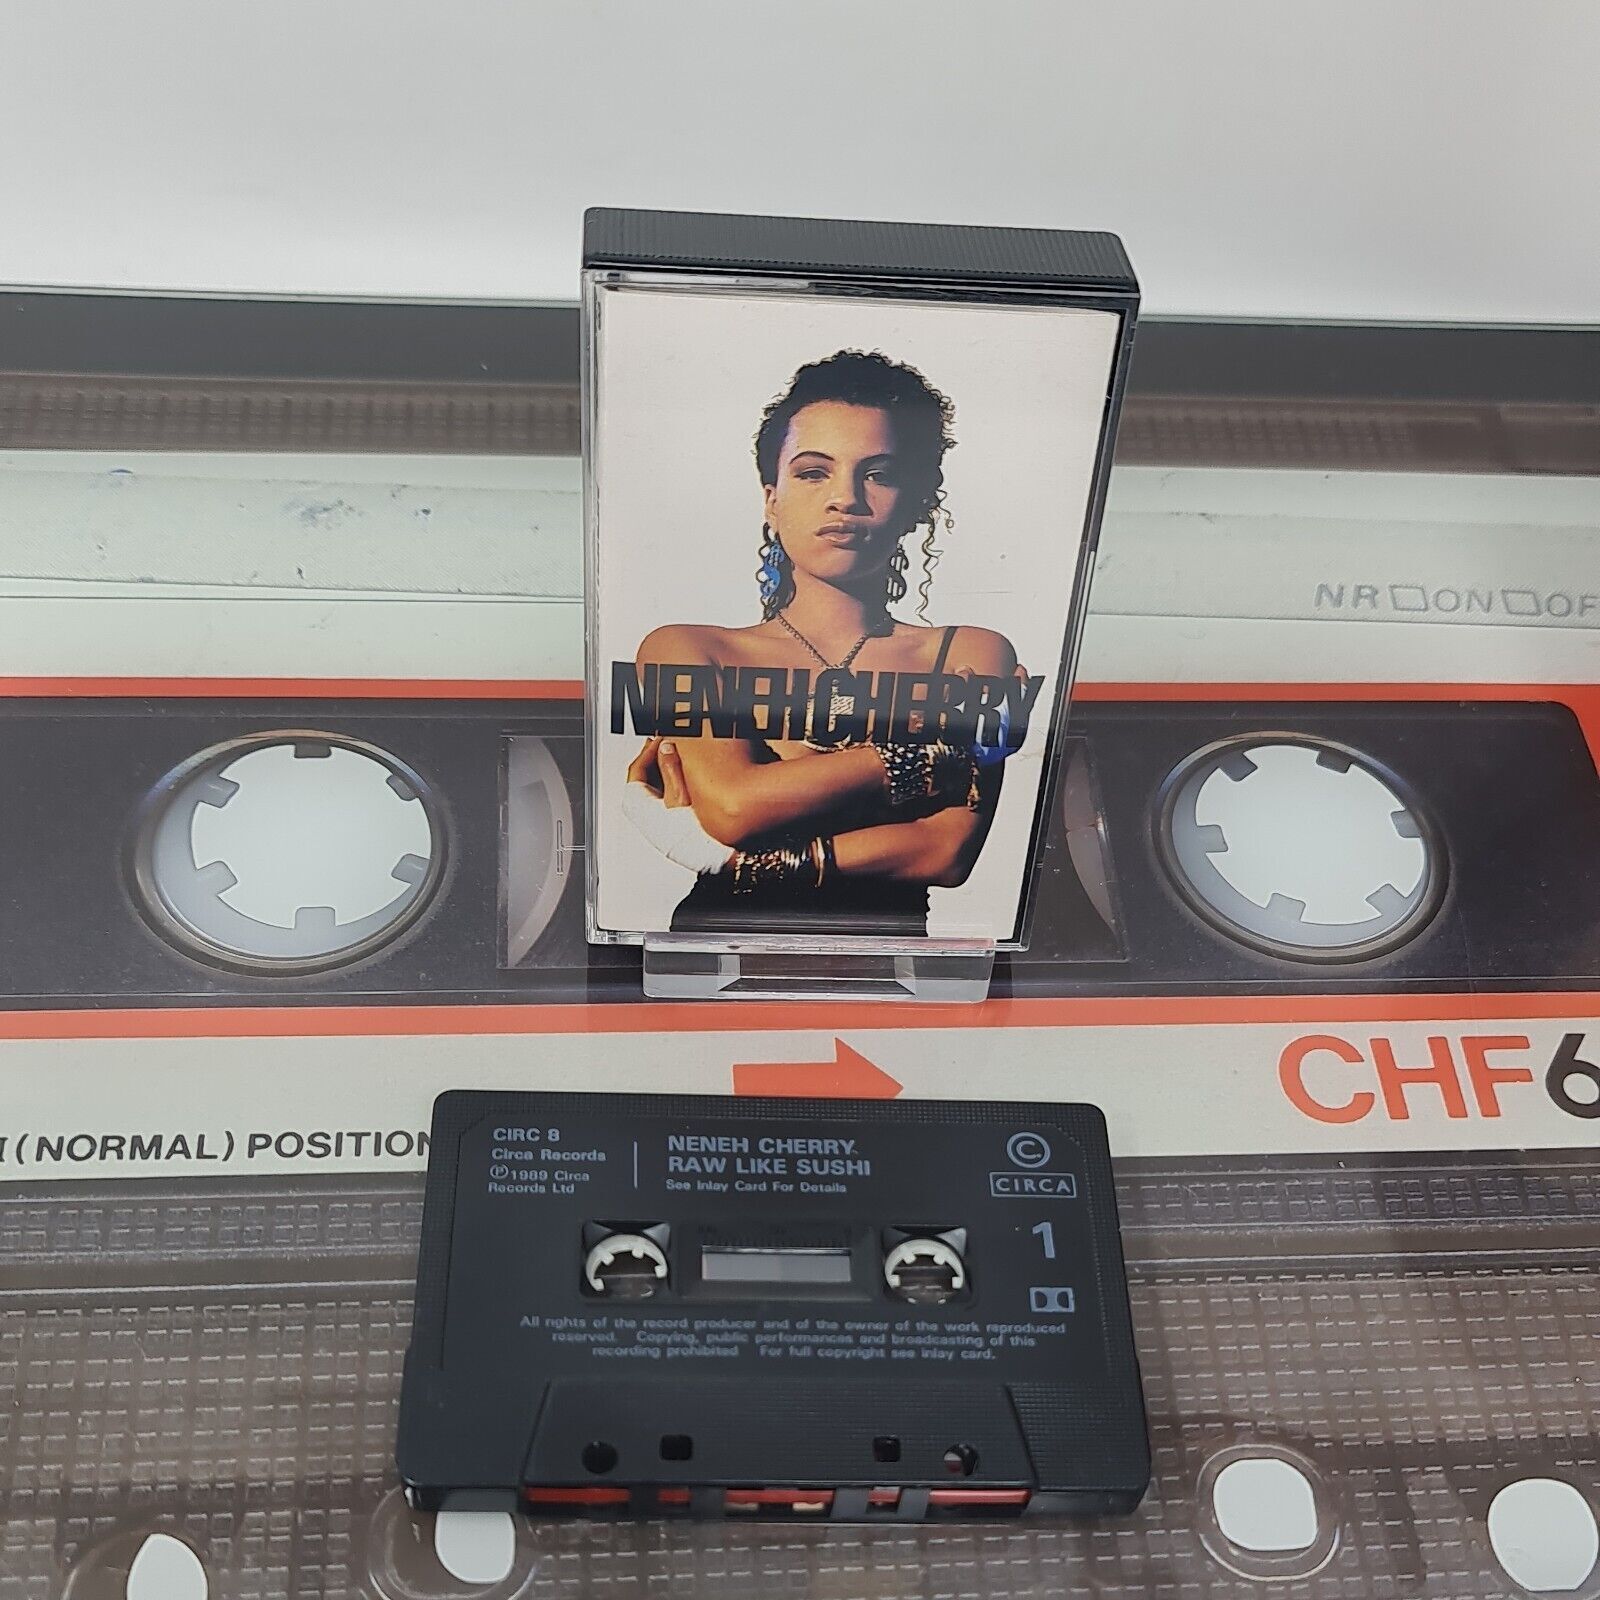 NENEH CHERRY
NR ☐ ON ☐ OF
CHF 6
I (NORMAL) POSITION
CIRC 8
Circa Records
℗ 1989 Circa
Records Ltd
NENEH CHERRY
RAW LIKE SUSHI
See Inlay Card For Details
C
CIRCA
1
All rights of the record producer and of the owner of the work reproduced
reserved. Copying, public performances and broadcasting of this
recording prohibited For full copyright see inlay card.